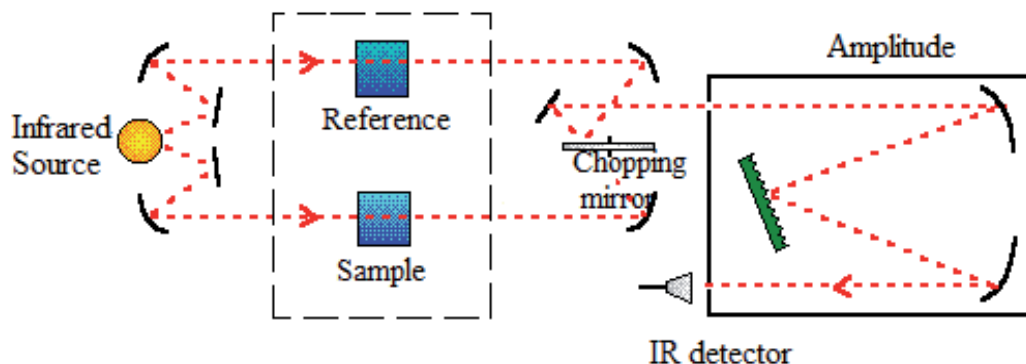 Infrared
Source
Reference
Sample
Chopping
mirror
Amplitude
IR detector